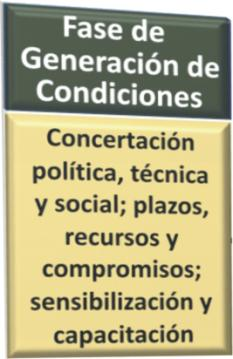 Fase de
Generación de
Condiciones
Concertación
política, técnica
y social; plazos,
recursos y
compromisos;
sensibilización y
capacitación